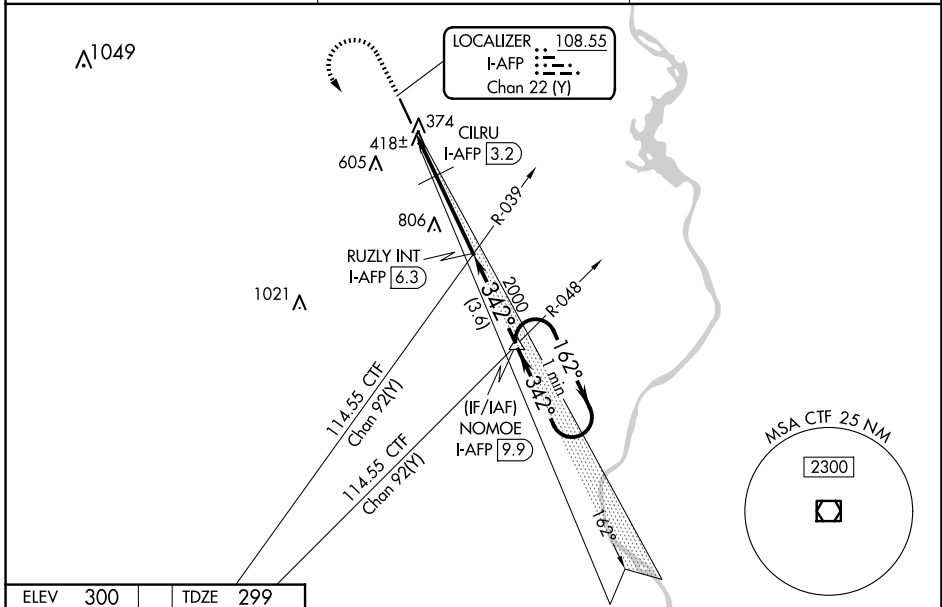 1049
LOCALIZER 108.55
I-AFP
Chan 22 (Y)
374
418±
CILRU
I-AFP 3.2
605
R-039
806
RUZLY INT
I-AFP 6.3
1021
2000
342°
(3.6)
R-048
162°
1 min
342°
114.55 CTF
Chan 92(Y)
(IF/IAF)
NOMOE
I-AFP 9.9
114.55 CTF
Chan 92(Y)
MSA CTF 25 NM
2300
162°
ELEV 300 TDZE 299